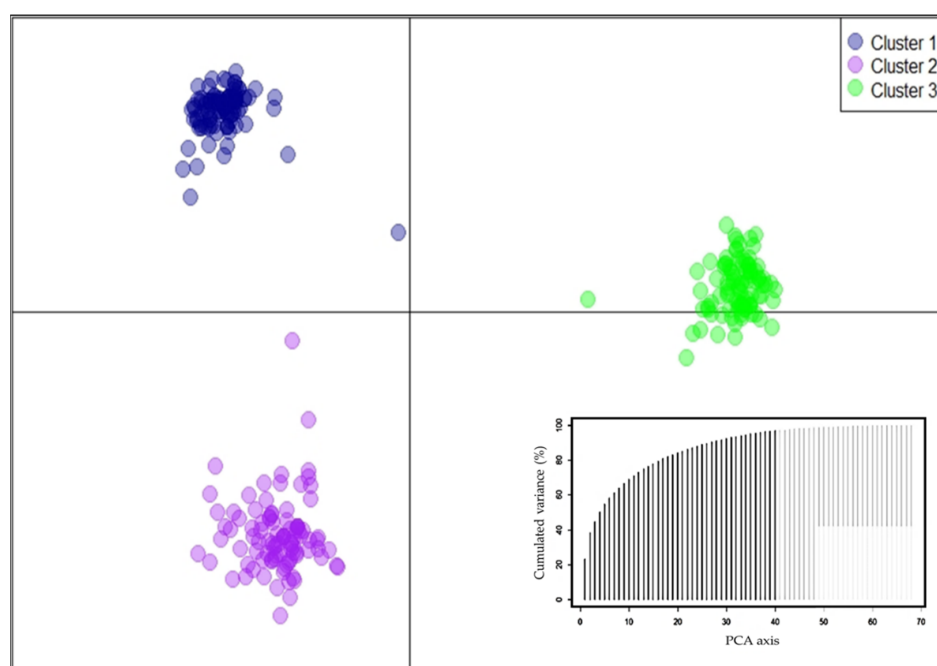 Cluster 1
Cluster 2
Cluster 3
Cumulated variance (%)
100
80
60
40
20
0
0 10 20 30 40 50 60 70
PCA axis